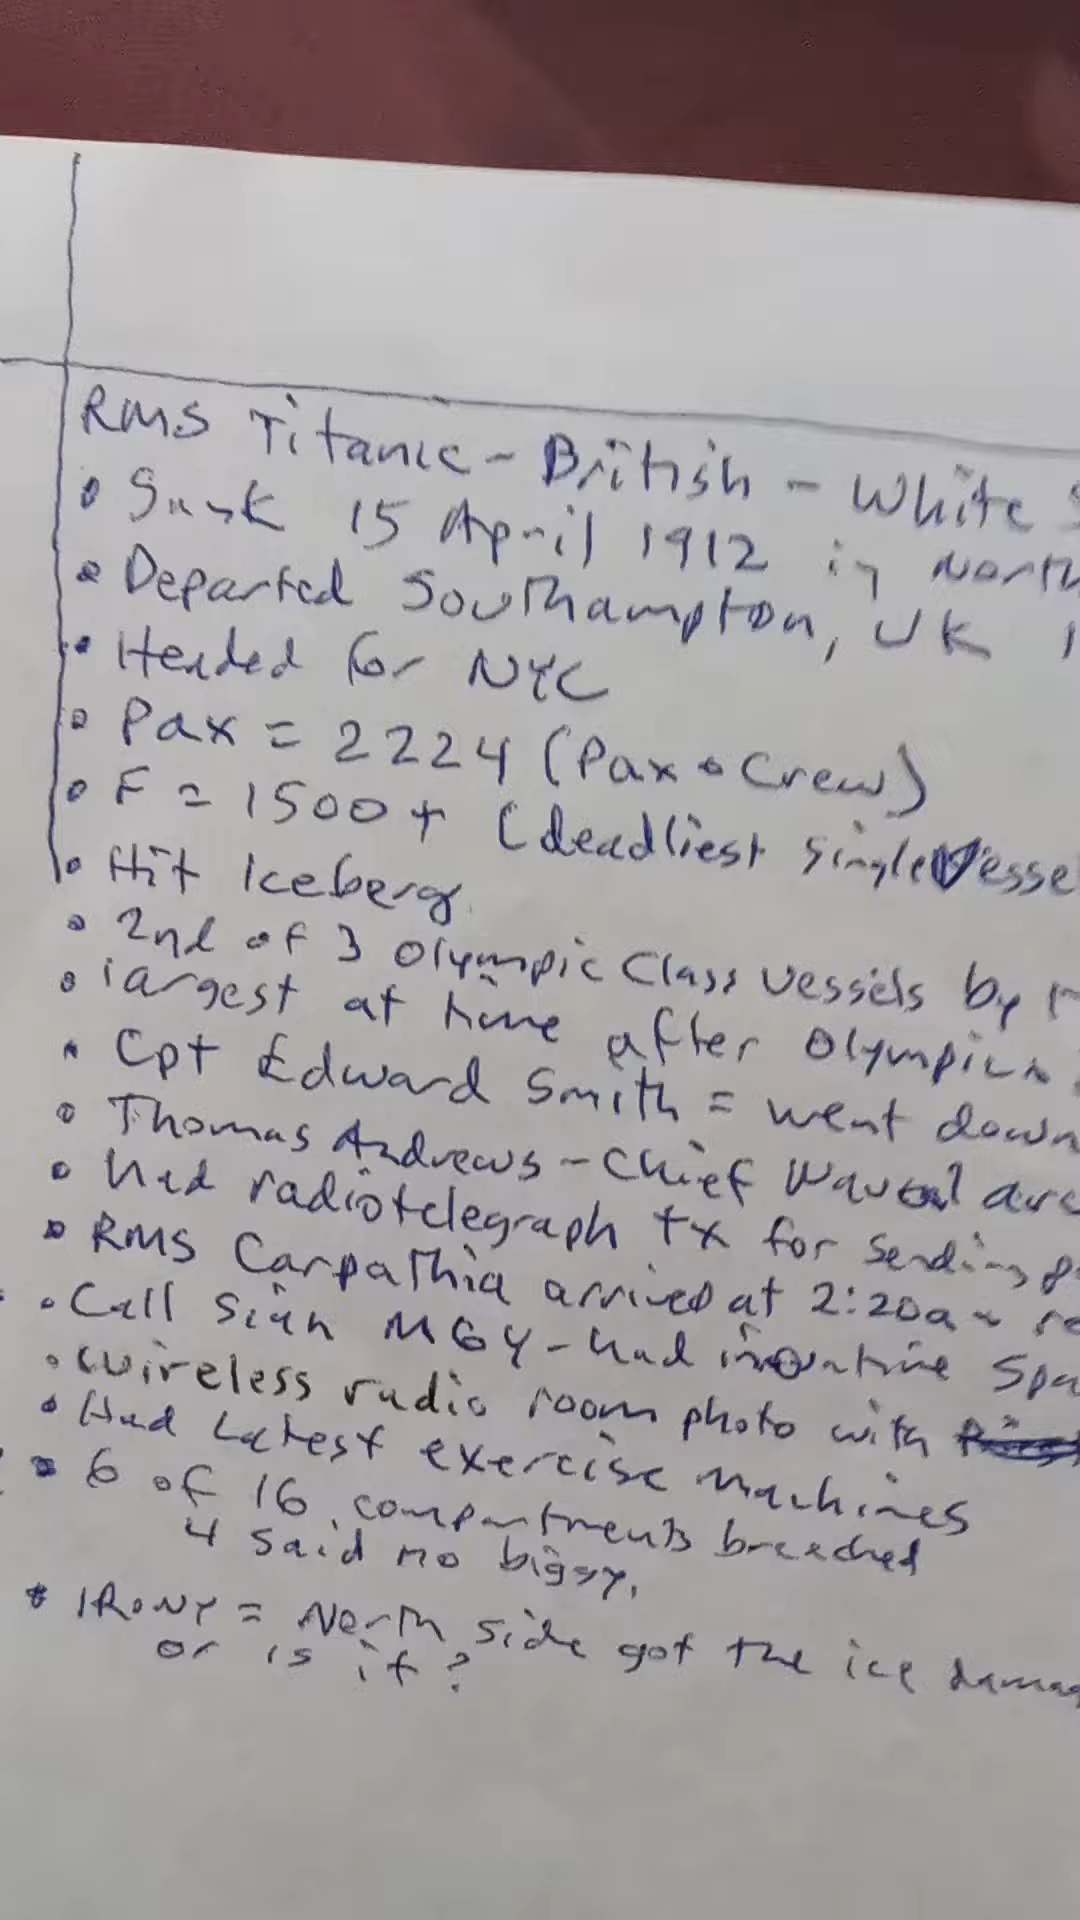 RMS Titanic - British - White S
• Sunk 15 April 1912 in North
• Departed Southampton, UK
• Headed for NYC
• Pax = 2224 (Pax + Crew)
• F = 1500+ (deadliest single Vesse
• Hit Iceberg
• 2nd of 3 Olympic Class Vessels by
• largest at time after Olympic
• Cpt Edward Smith = went down
• Thomas Andrews - Chief Naval arc
• Had radiotelegraph tx for sending
• RMS Carpathia arrived at 2:20am
• Call sign MGY - had
• Wireless radio room photo with
• Had Latest exercise machines
• 6 of 16 compartments breeched
4 said no biggy.
• IRONY = North side got the ice damag
or is it?